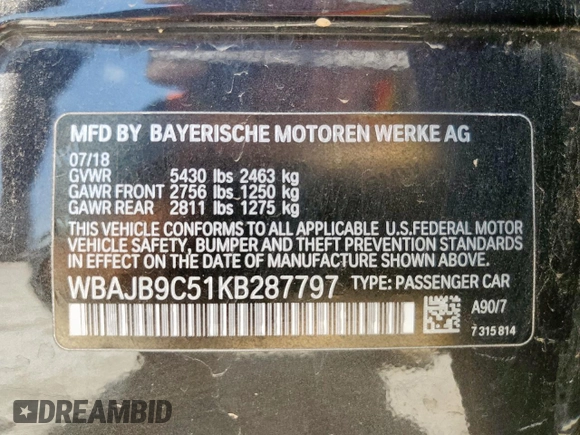 MFD BY BAYERISCHE MOTOREN WERKE AG
07/18
GVWR 5430 lbs 2463 kg
GAWR FRONT 2756 lbs 1250 kg
GAWR REAR 2811 lbs 1275 kg
THIS VEHICLE CONFORMS TO ALL APPLICABLE U.S.FEDERAL MOTOR
VEHICLE SAFETY, BUMPER AND THEFT PREVENTION STANDARDS
IN EFFECT ON THE DATE OF MANUFACTURE SHOWN ABOVE.
WBAJB9C51KB287797 TYPE: PASSENGER CAR
A90/7
7 315 814
DREAMBID